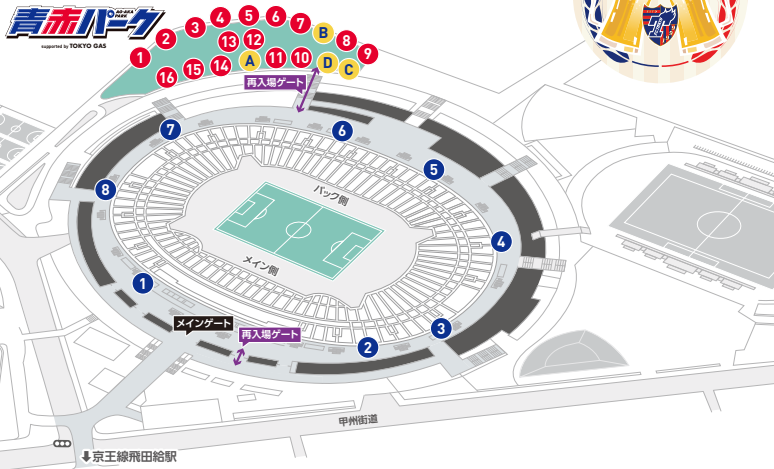 青赤パーク
AO-AKA PARK
supported by TOKYO GAS
1
2
3
4
5
6
7
B
8
9
13
12
16
15
14
A
11
10
D
C
再入場ゲート
7
6
5
8
4
バック側
メイン側
1
メインゲート
再入場ゲート
3
2
甲州街道
⬇京王線飛田給駅